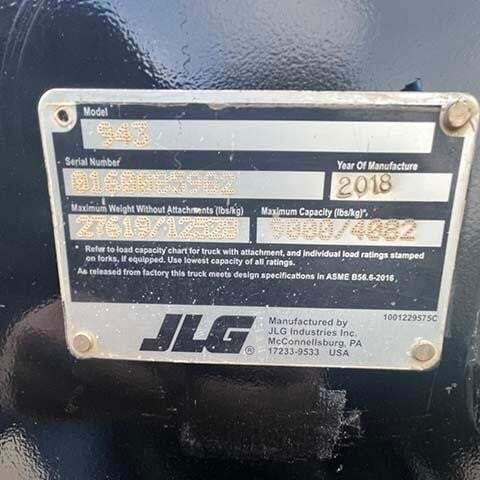 Model
943
Serial Number
Year Of Manufacture
2018
Maximum Weight Without Attachments (lbs/kg)
Maximum Capacity (lbs/kg)*
9000/4082
* Refer to load capacity chart for truck with attachment, and individual load ratings stamped
on forks, if equipped. Use lowest capacity of all ratings.
As released from factory this truck meets design specifications in ASME B56.6-2016
JLG®
Manufactured by
JLG Industries Inc.
McConnellsburg, PA
17233-9533 USA
1001229575C